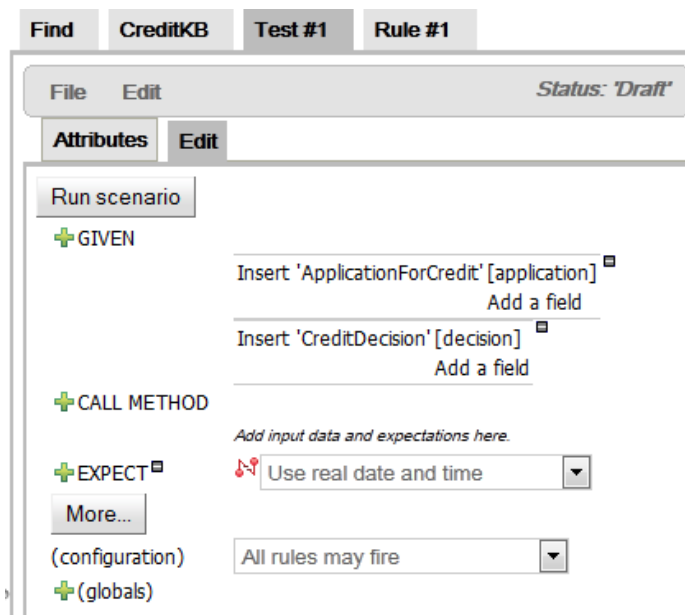 Find CreditKB Test #1 Rule #1
File Edit Status: 'Draft'
Attributes Edit
Run scenario
GIVEN
Insert 'ApplicationForCredit' [application]
Add a field
Insert 'CreditDecision' [decision]
Add a field
CALL METHOD
Add input data and expectations here.
EXPECT Use real date and time
More...
(configuration) All rules may fire
(globals)